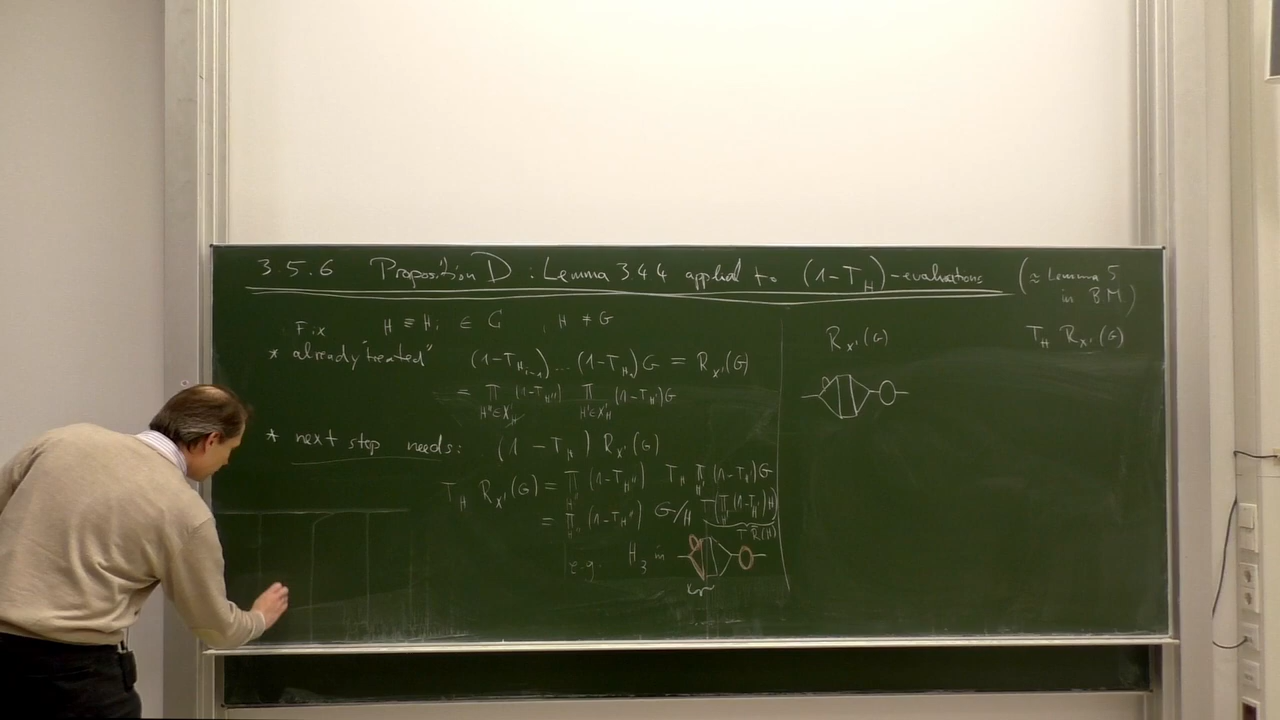 3.5.6 Proposition D : Lemma 3 4 4 applied to (1-T_H)-evaluations (≈ Lemma 5 in BM)
Fix H ≡ H_i ∈ C , H ≠ G
* already "treated" (1-T_{H_{i-1}}) ... (1-T_{H_1}) G = R_{X'}(G)
= Π_{H''∈X'_H} (1-T_{H''}) Π_{H'∈X'_H} (1-T_{H'}) G
* next step needs: (1 - T_H) R_{X'}(G)
T_H R_{X'}(G) = Π_{H''} (1-T_{H''}) T_H Π_{H'} (1-T_{H'}) G
= Π_{H''} (1-T_{H''}) G/H T(Π_{H'} (1-T_{H'}) H)
T R(H)
e.g. H_3 in
R_{X'}(G)
T_H R_{X'}(G)